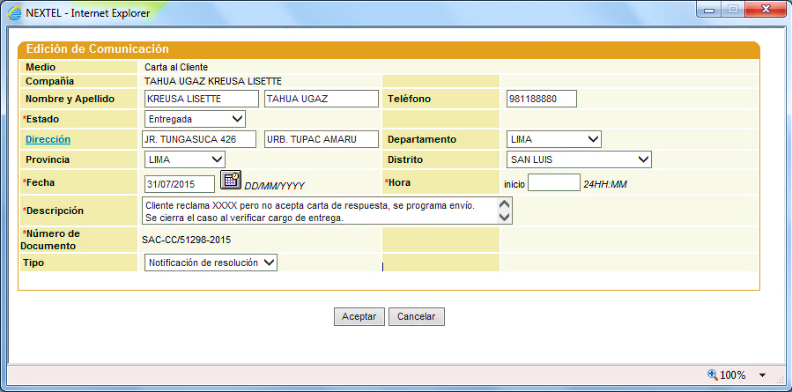 NEXTEL - Internet Explorer
Edición de Comunicación
Medio Carta al Cliente
Compañia TAHUA UGAZ KREUSA LISETTE
Nombre y Apellido KREUSA LISETTE TAHUA UGAZ Teléfono 981188880
*Estado Entregada
Dirección JR. TUNGASUCA 426 URB. TUPAC AMARU Departamento LIMA
Provincia LIMA Distrito SAN LUIS
*Fecha 31/07/2015 DD/MM/YYYY *Hora inicio 24HH:MM
*Descripción Cliente reclama XXXX pero no acepta carta de respuesta, se programa envío.
Se cierra el caso al verificar cargo de entrega.
*Número de
Documento SAC-CC/51298-2015
Tipo Notificación de resolución
Aceptar Cancelar
100%